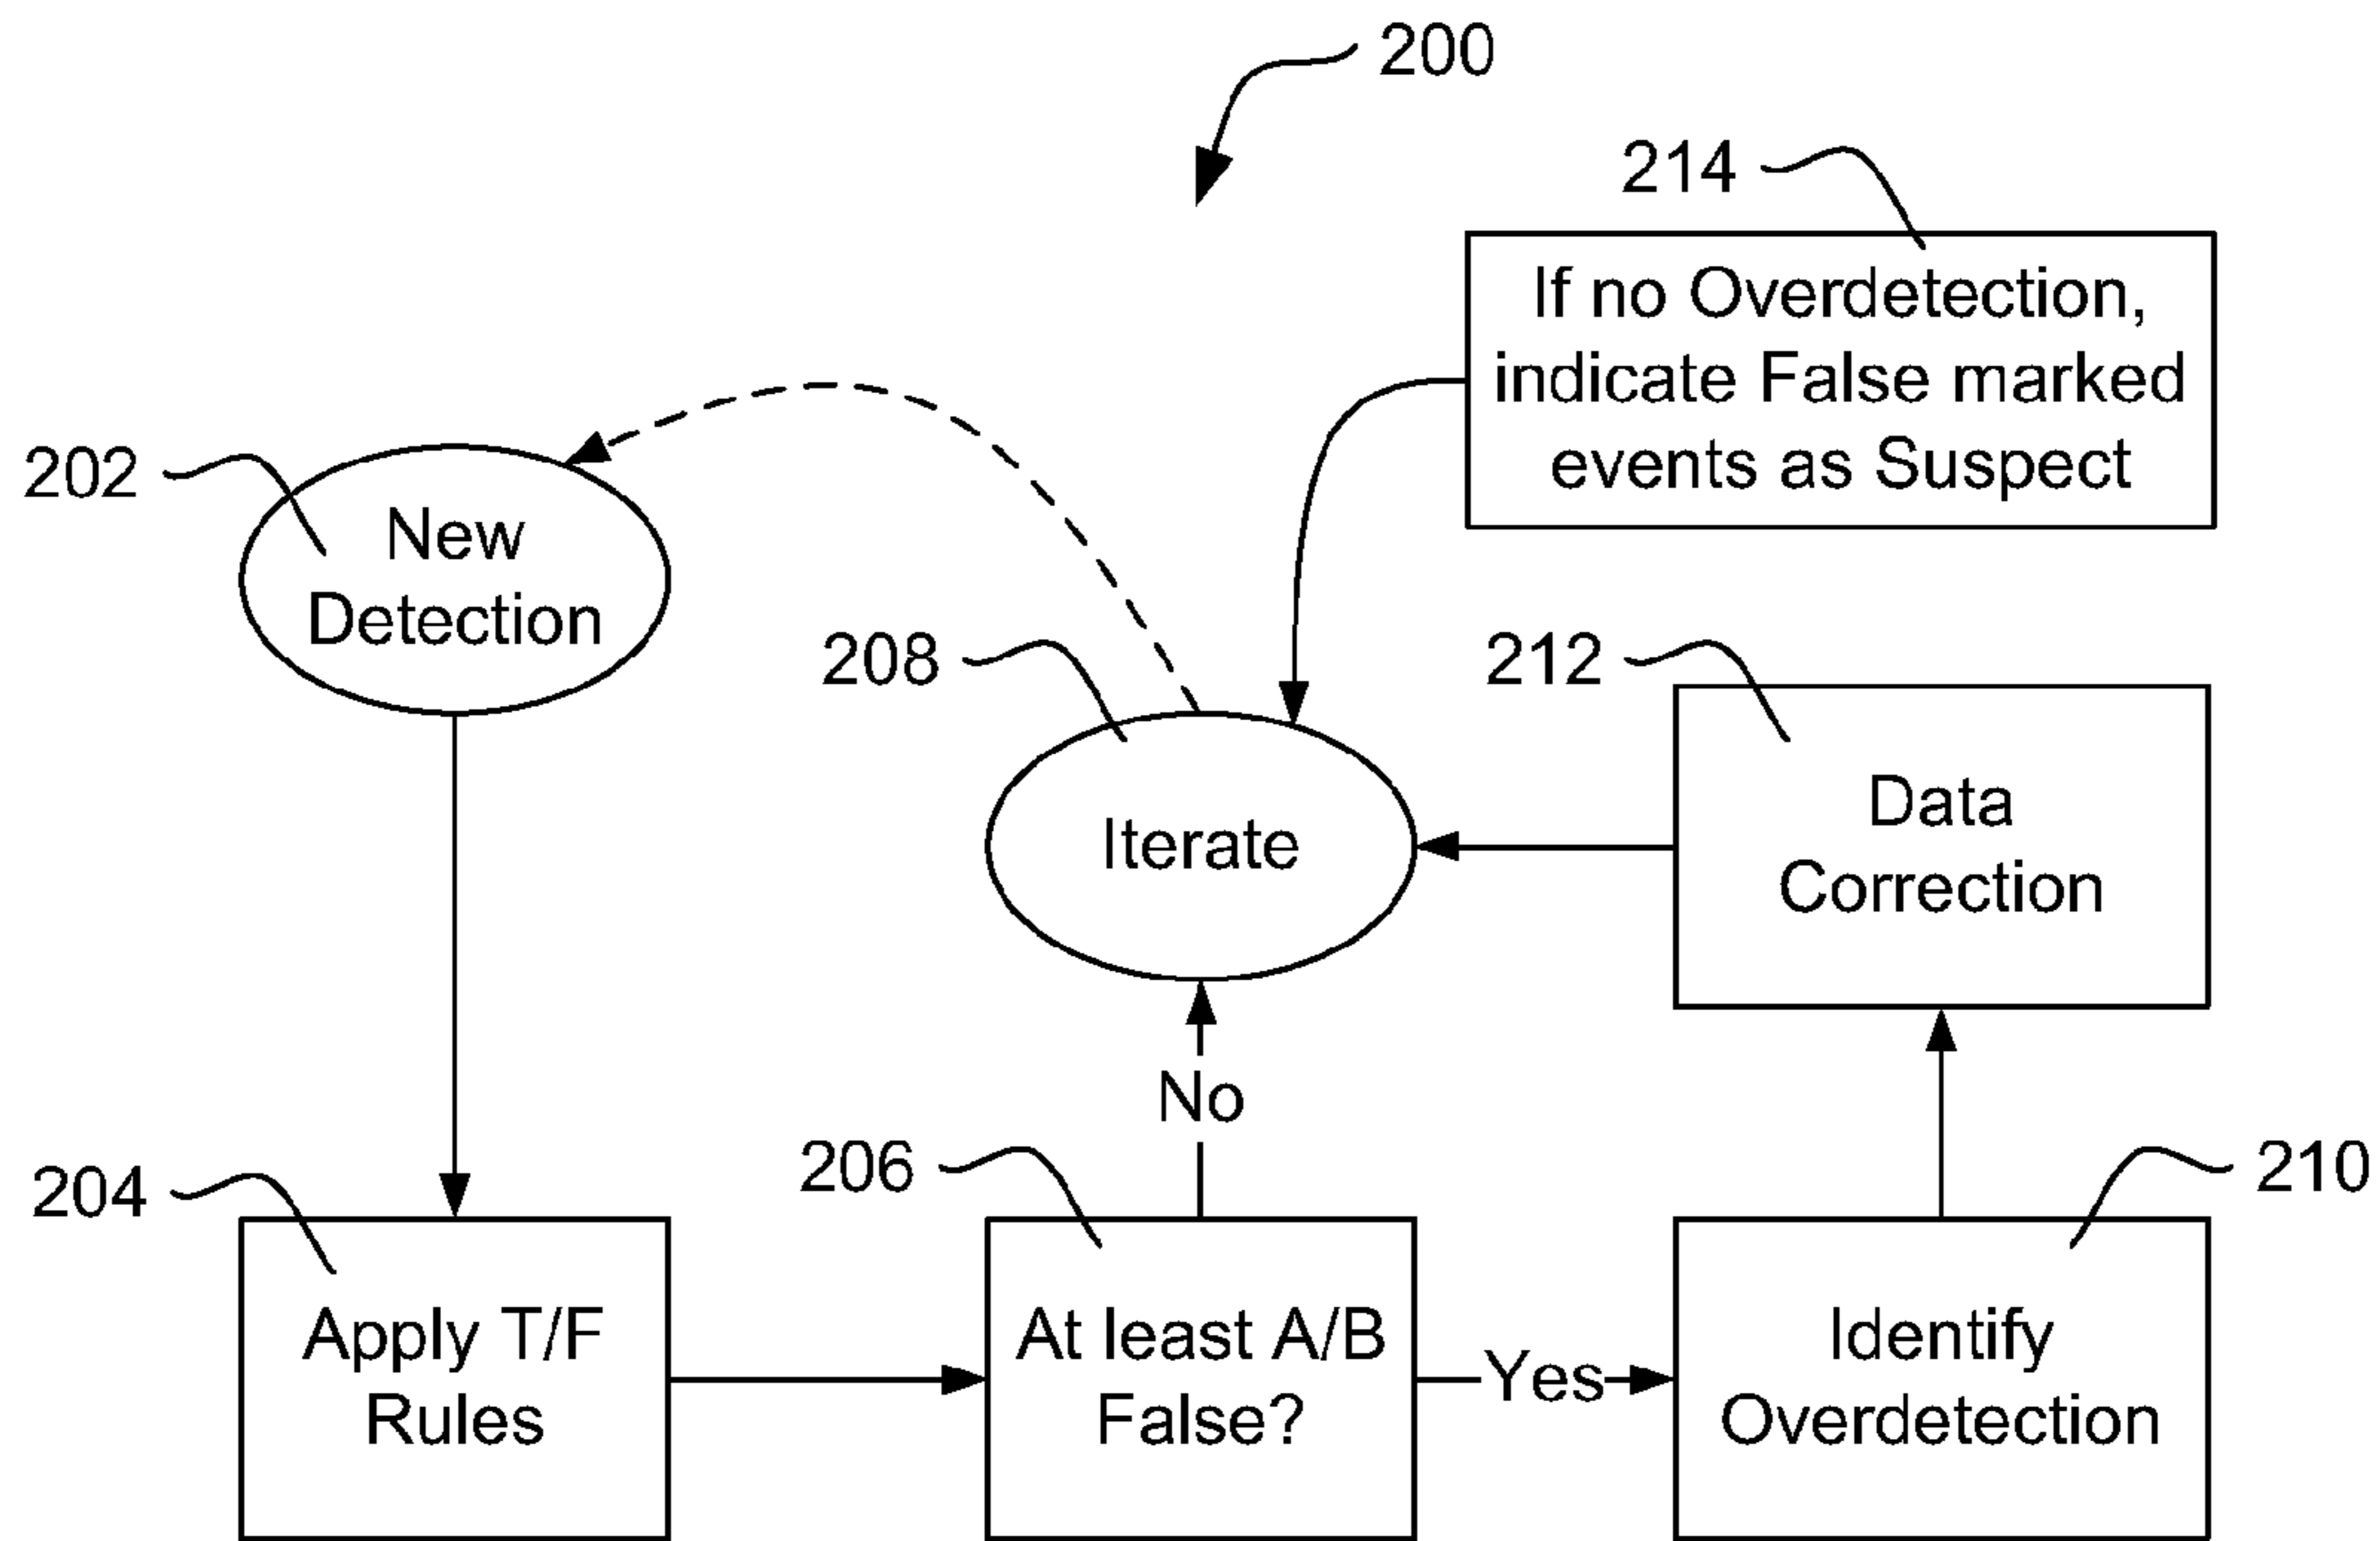 200
214
If no Overdetection,
indicate False marked
events as Suspect
202
New
Detection
208
Iterate
212
Data
Correction
No
204
Apply T/F
Rules
206
At least A/B
False?
Yes
210
Identify
Overdetection